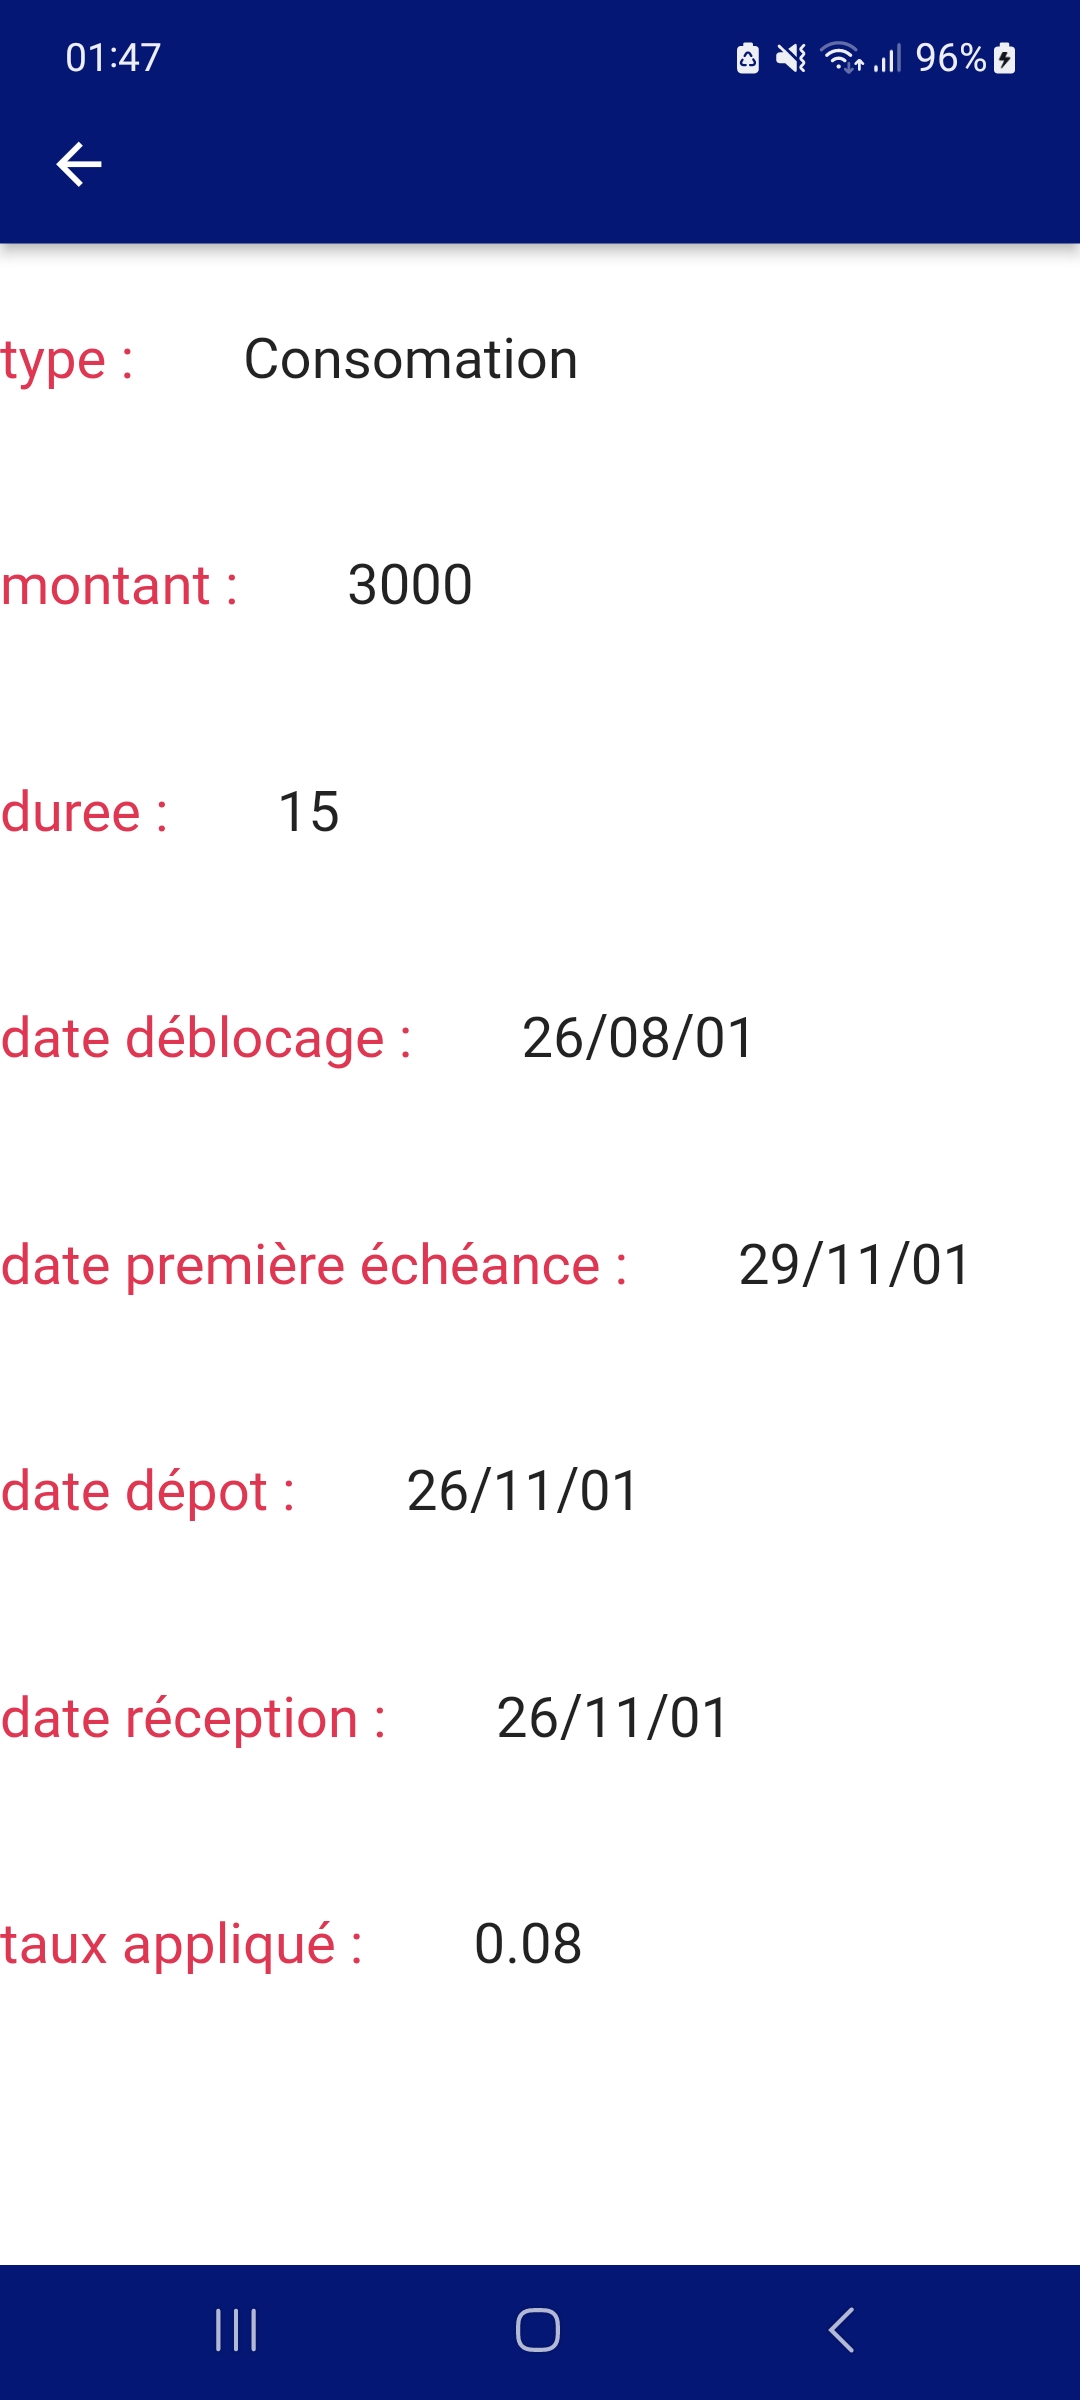 01:47 96%
type : Consomation
montant : 3000
duree : 15
date déblocage : 26/08/01
date première échéance : 29/11/01
date dépot : 26/11/01
date réception : 26/11/01
taux appliqué : 0.08